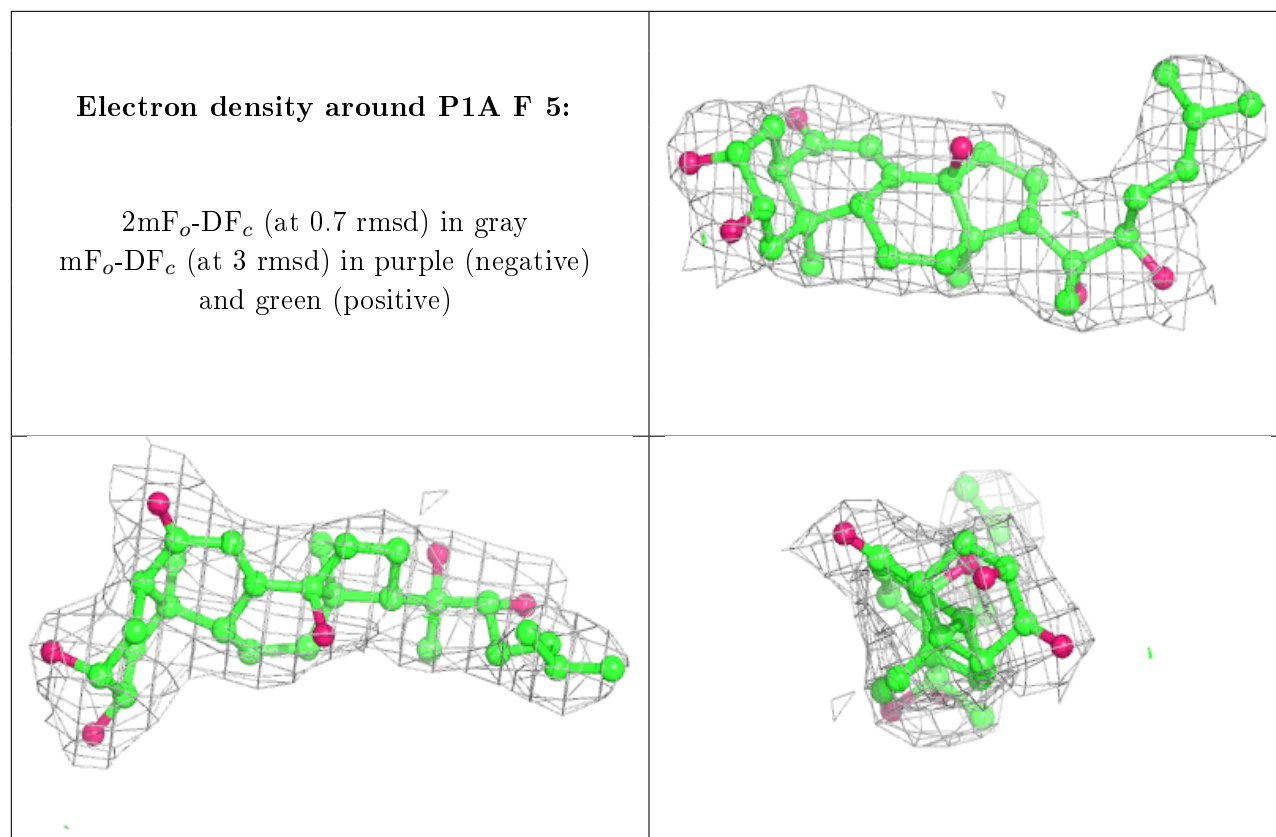 Electron density around P1A F 5:
2mFo-DFc (at 0.7 rmsd) in gray
mFo-DFc (at 3 rmsd) in purple (negative)
and green (positive)